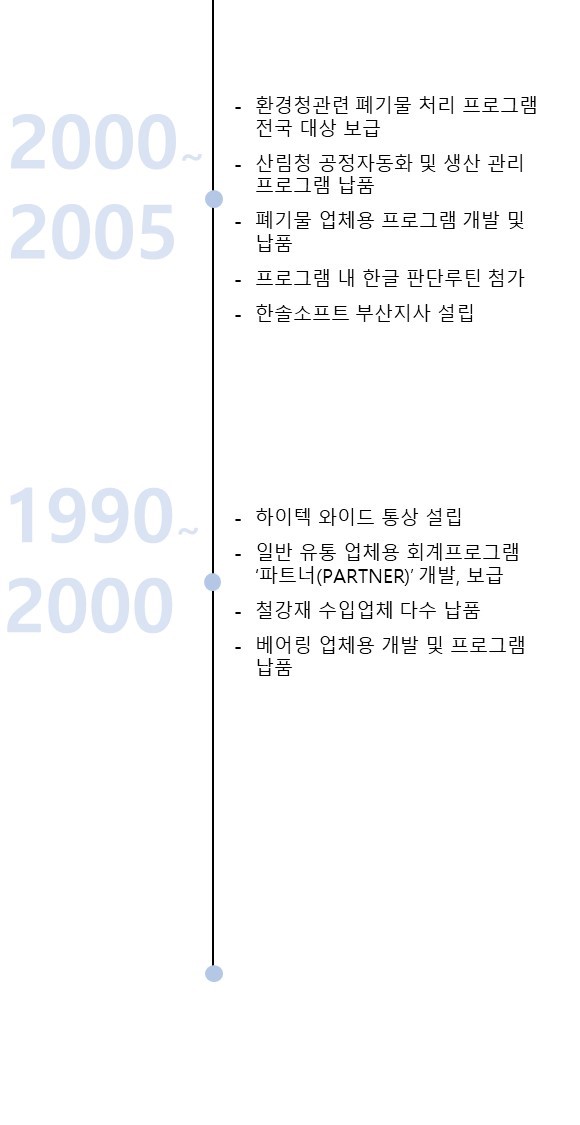 2000~
2005
- 환경청관련 폐기물 처리 프로그램
전국 대상 보급
- 산림청 공정자동화 및 생산 관리
프로그램 납품
- 폐기물 업체용 프로그램 개발 및
납품
- 프로그램 내 한글 판단루틴 첨가
- 한솔소프트 부산지사 설립
1990~
2000
- 하이텍 와이드 통상 설립
- 일반 유통 업체용 회계프로그램
‘파트너(PARTNER)’ 개발, 보급
- 철강재 수입업체 다수 납품
- 베어링 업체용 개발 및 프로그램
납품